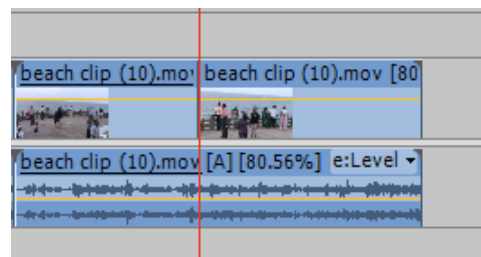 beach clip (10).mov beach clip (10).mov [80
beach clip (10).mov [A] [80.56%] e:Level